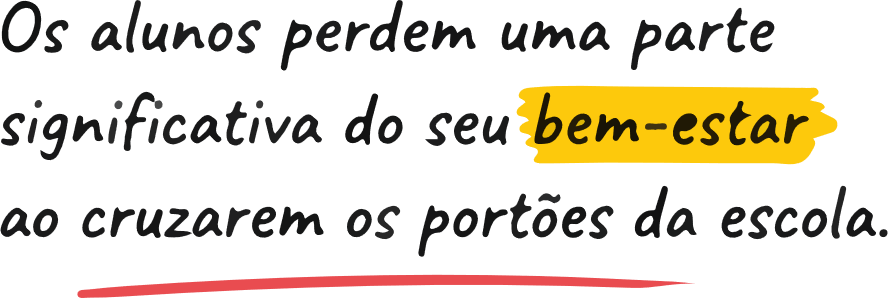 Os alunos perdem uma parte
significativa do seu bem-estar
ao cruzarem os portões da escola.